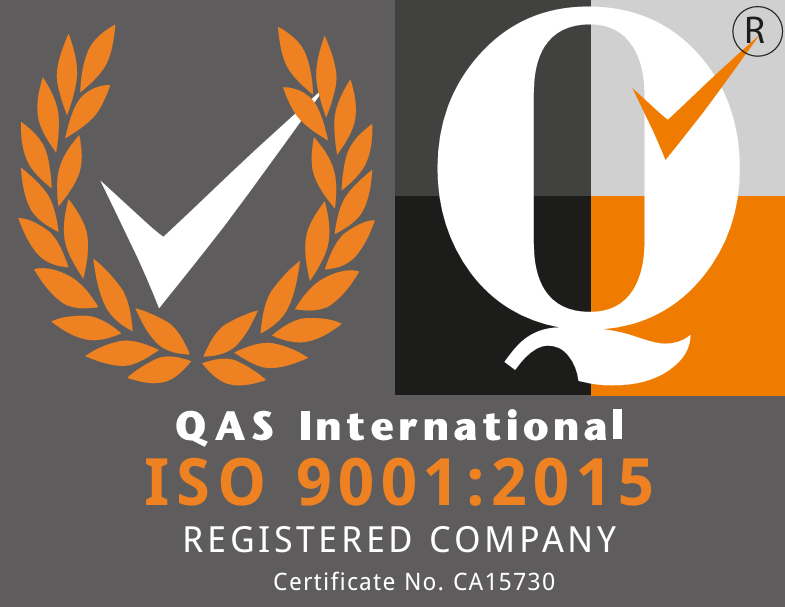 Q
®
QAS International
ISO 9001:2015
REGISTERED COMPANY
Certificate No. CA15730